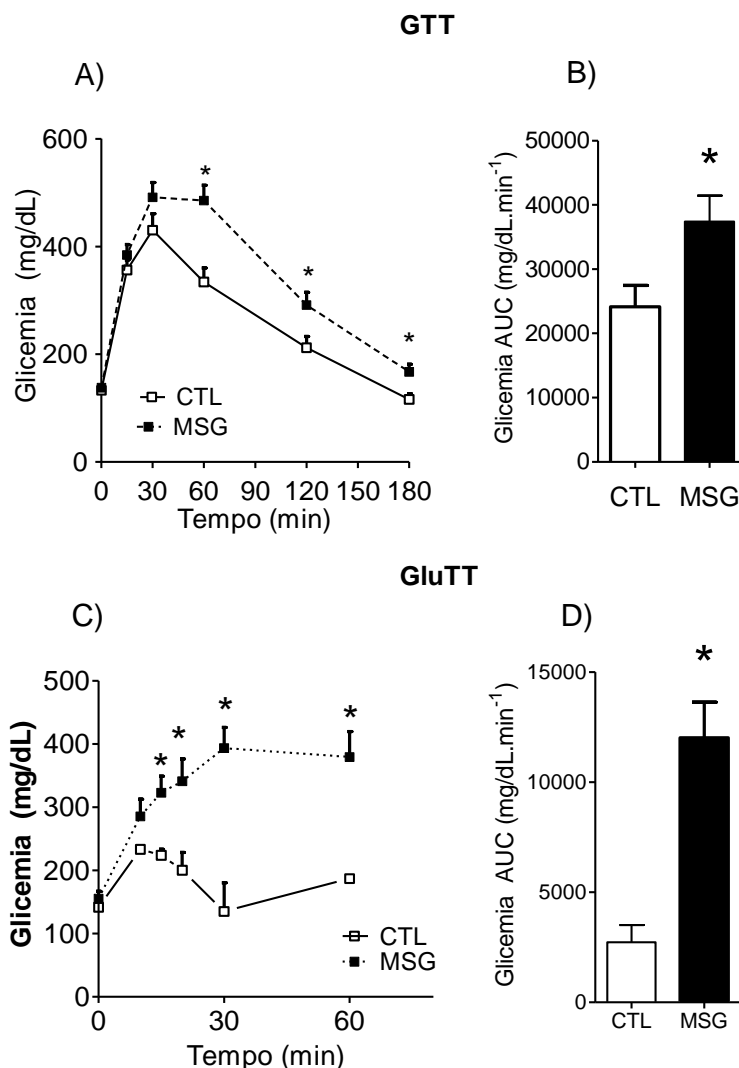 GTT
A)
B)
600
400
200
0
Glicemia (mg/dL)
*
*
*
CTL
MSG
0 30 60 90 120 150 180
Tempo (min)
50000
40000
30000
20000
10000
0
Glicemia AUC (mg/dL.min⁻¹)
*
CTL MSG
GluTT
C)
D)
500
400
300
200
100
0
Glicemia (mg/dL)
* * * *
CTL
MSG
0 30 60
Tempo (min)
15000
10000
5000
0
Glicemia AUC (mg/dL.min⁻¹)
*
CTL MSG